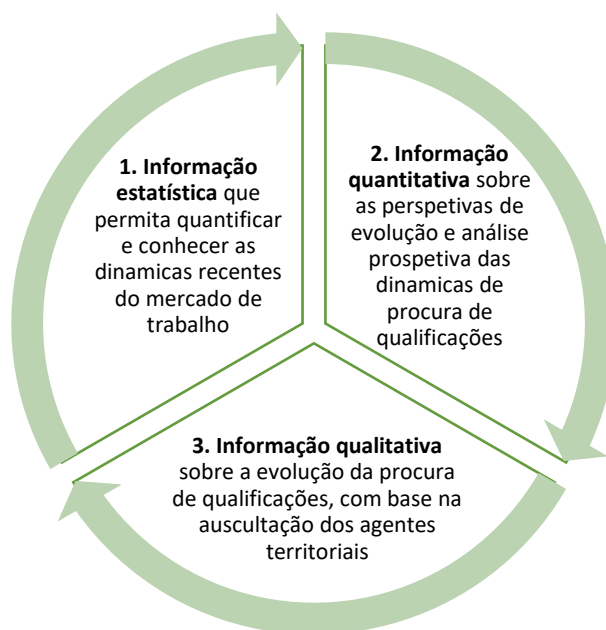 1. Informação
estatística que
permita quantificar
e conhecer as
dinamicas recentes
do mercado de
trabalho
2. Informação
quantitativa sobre
as perspetivas de
evolução e análise
prospetiva das
dinamicas de
procura de
qualificações
3. Informação qualitativa
sobre a evolução da procura
de qualificações, com base na
auscultação dos agentes
territoriais